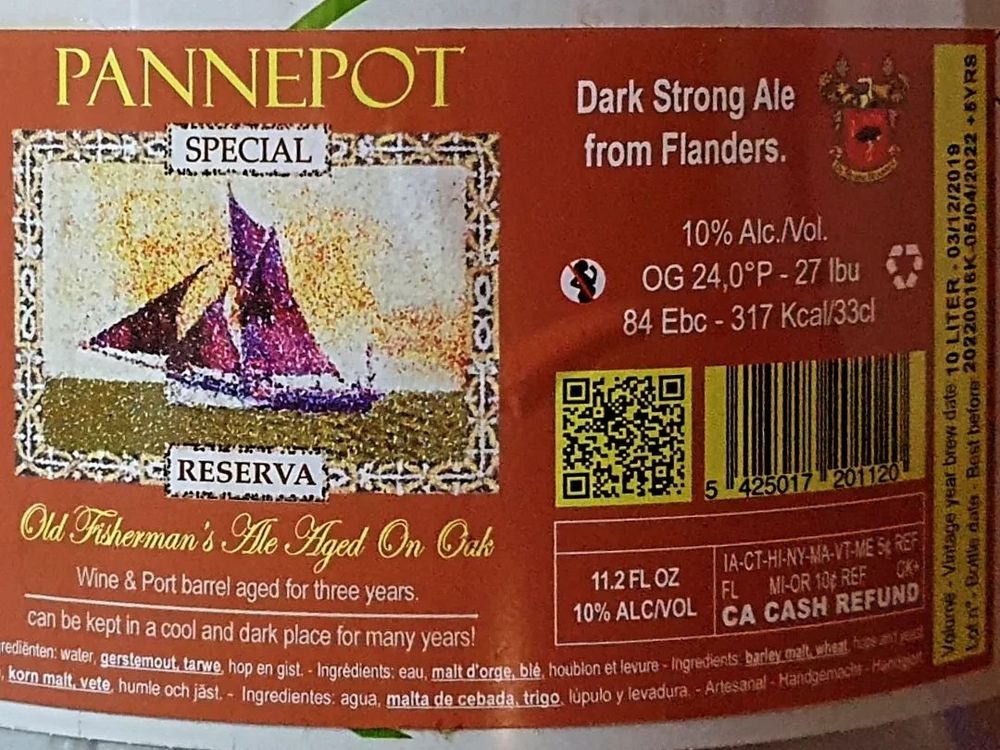 PANNEPOT
SPECIAL
RESERVA
Old Fisherman's Ale Aged On Oak
Wine & Port barrel aged for three years.
can be kept in a cool and dark place for many years!
Dark Strong Ale
from Flanders.
10% Alc./Vol.
OG 24,0°P - 27 Ibu
84 Ebc - 317 Kcal/33cl
5 425017 201120
11.2 FL OZ
10% ALC/VOL
IA-CT-HI-NY-MA-VT-ME 5¢ REF
FL MI-OR 10¢ REF OK+
CA CASH REFUND
rediënten: water, gerstemout, tarwe, hop en gist. - Ingrédients: eau, malt d'orge, blé, houblon et levure - Ingredients: barley malt, wheat, hops and yeast
, korn malt, vete, humle och jäst. - Ingredientes: agua, malta de cebada, trigo, lúpulo y levadura. - Artesanal - Handgemacht -
Volume - Vintage year brew date 10 LITER - 03/12/2019
Lot n° - Bottle date - Best before 20220016K-05/04/2022 +5YRS